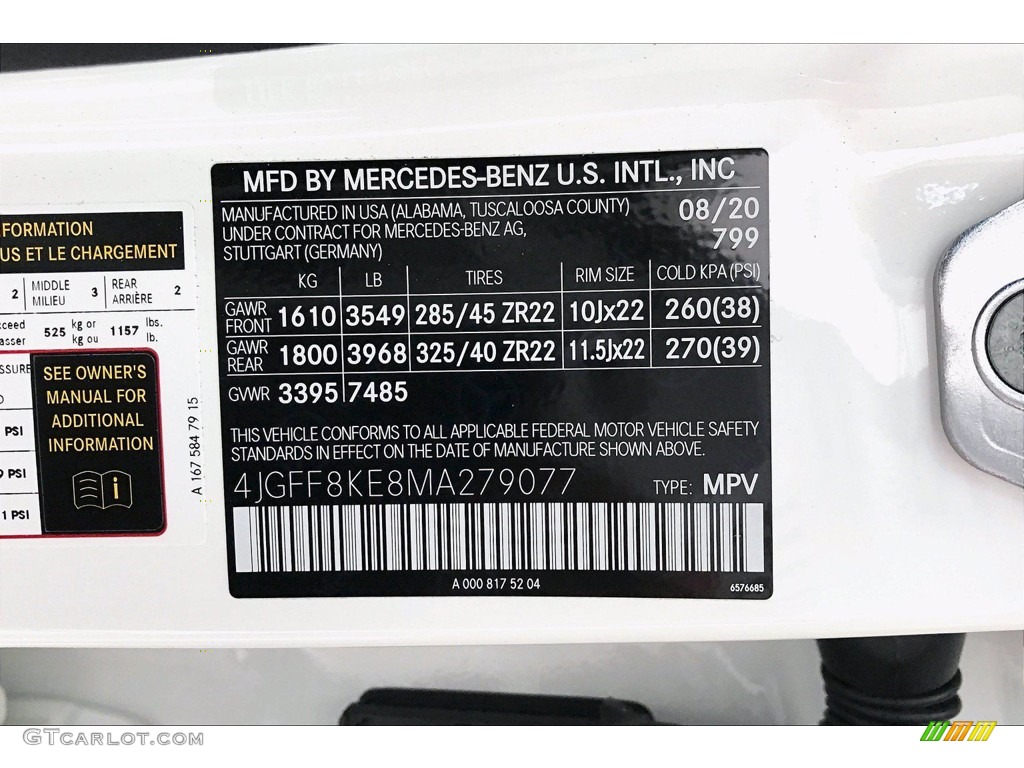 MFD BY MERCEDES-BENZ U.S. INTL., INC
MANUFACTURED IN USA (ALABAMA, TUSCALOOSA COUNTY) 08/20
UNDER CONTRACT FOR MERCEDES-BENZ AG, 799
STUTTGART (GERMANY)
KG LB TIRES RIM SIZE COLD KPA (PSI)
GAWR FRONT 1610 3549 285/45 ZR22 10Jx22 260(38)
GAWR REAR 1800 3968 325/40 ZR22 11.5Jx22 270(39)
GVWR 3395 7485
THIS VEHICLE CONFORMS TO ALL APPLICABLE FEDERAL MOTOR VEHICLE SAFETY
STANDARDS IN EFFECT ON THE DATE OF MANUFACTURE SHOWN ABOVE.
4JGFF8KE8MA279077 TYPE: MPV
A 000 817 52 04
6576685
US ET LE CHARGEMENT
2 MIDDLE MILIEU 3 REAR ARRIÈRE 2
525 kg or kg ou 1157 lbs. lb.
SEE OWNER'S
MANUAL FOR
ADDITIONAL
INFORMATION
PSI
PSI
1 PSI
A 167 584 79 15
GTcarlot.com